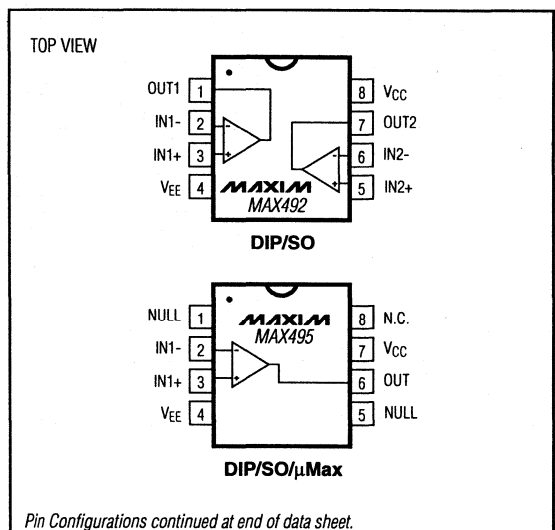 TOP VIEW
OUT1 1
IN1- 2
IN1+ 3
VEE 4
8 VCC
7 OUT2
6 IN2-
5 IN2+
- +
- +
MAXIM
MAX492
DIP/SO
NULL 1
IN1- 2
IN1+ 3
VEE 4
8 N.C.
7 VCC
6 OUT
5 NULL
MAXIM
MAX495
- +
DIP/SO/μMax
Pin Configurations continued at end of data sheet.